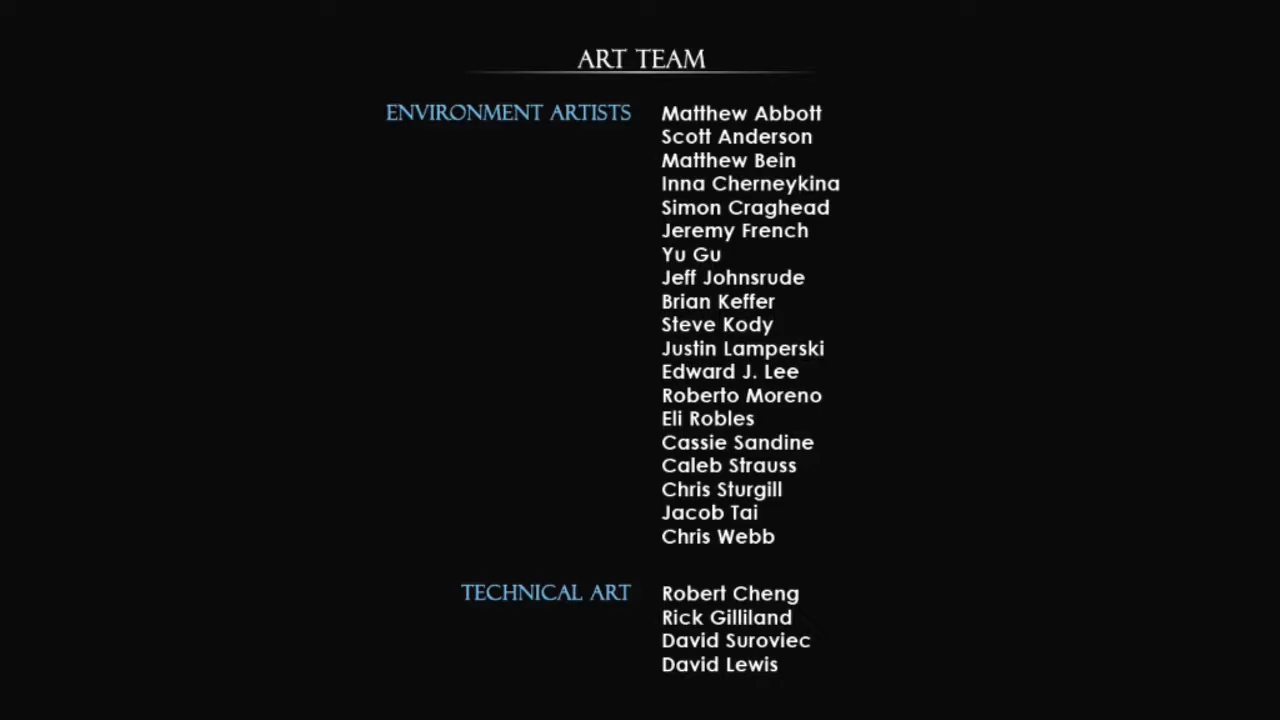 ART TEAM
ENVIRONMENT ARTISTS Matthew Abbott
Scott Anderson
Matthew Bein
Inna Cherneykina
Simon Craghead
Jeremy French
Yu Gu
Jeff Johnsrude
Brian Keffer
Steve Kody
Justin Lamperski
Edward J. Lee
Roberto Moreno
Eli Robles
Cassie Sandine
Caleb Strauss
Chris Sturgill
Jacob Tai
Chris Webb
TECHNICAL ART Robert Cheng
Rick Gilliland
David Suroviec
David Lewis